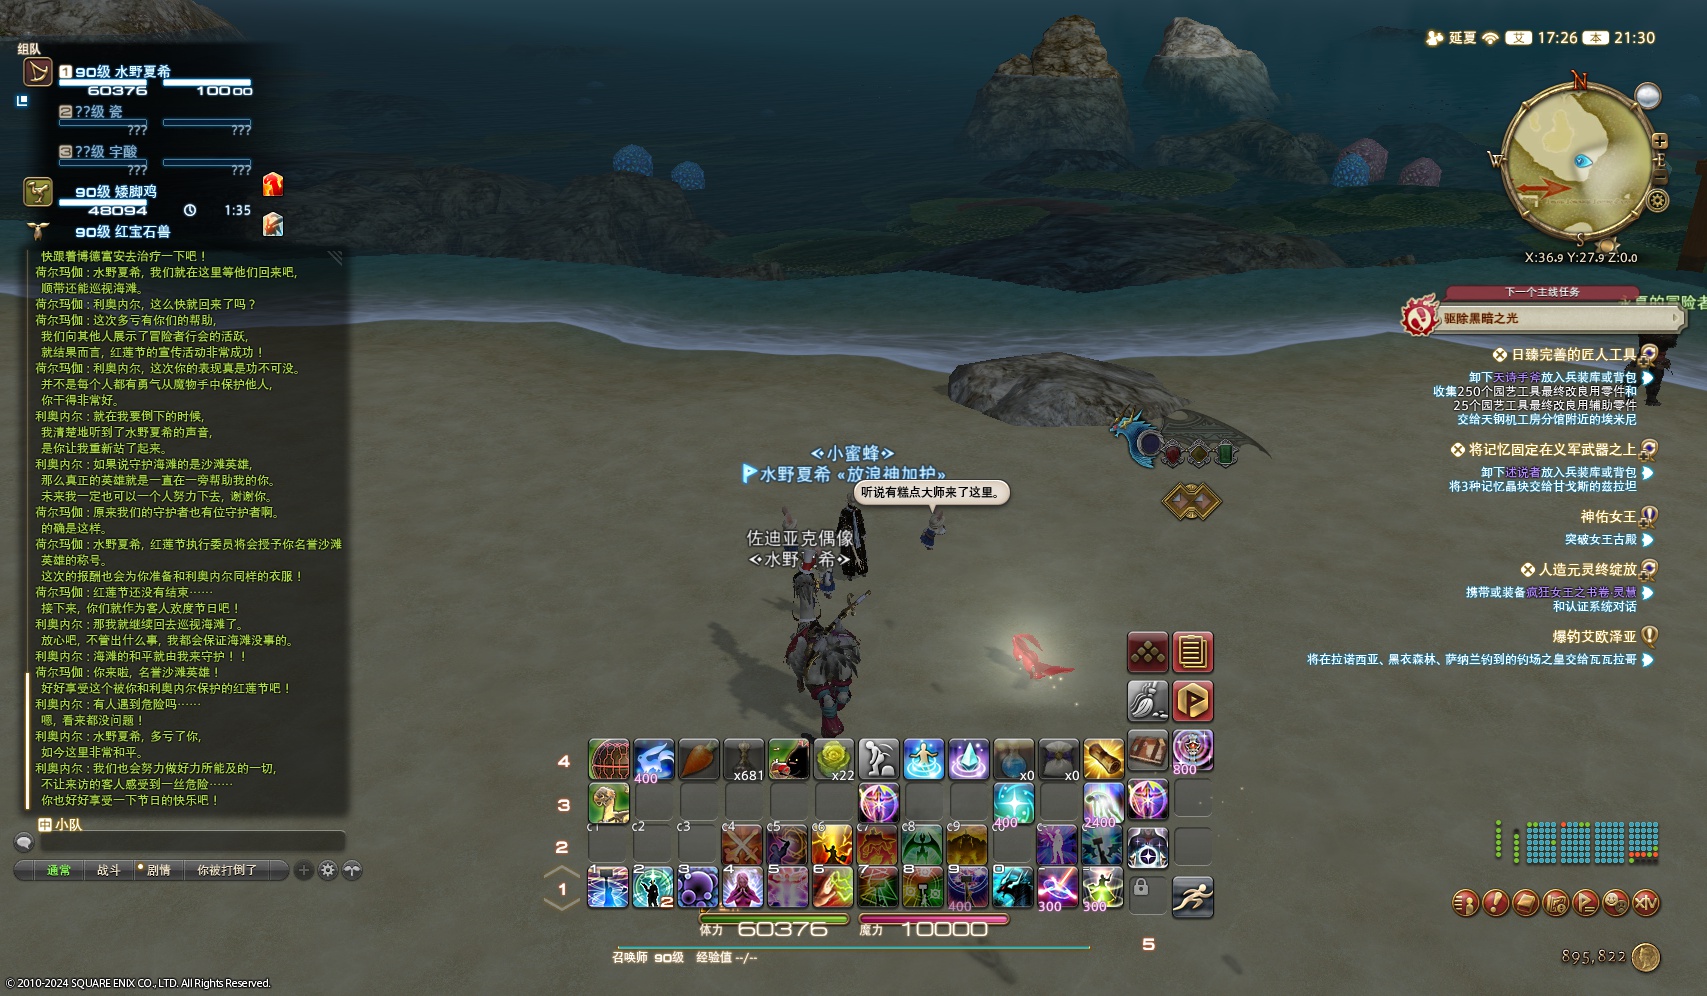 组队
1 90级 水野夏希
60376 10000
2 ??级 瓷
??? ???
3 ??级 宇酸
??? ???
90级 矮脚鸡
48094 1:35
90级 红宝石兽
快跟着博德富安去治疗一下吧！
荷尔玛伽：水野夏希，我们就在这里等他们回来吧，
顺带还能巡视海滩。
荷尔玛伽：利奥内尔，这么快就回来了吗？
荷尔玛伽：这次多亏有你们的帮助，
我们向其他人展示了冒险者行会的活跃，
就结果而言，红莲节的宣传活动非常成功！
荷尔玛伽：利奥内尔，这次你的表现真是功不可没。
并不是每个人都有勇气从魔物手中保护他人，
你干得非常好。
利奥内尔：就在我要倒下的时候，
我清楚地听到了水野夏希的声音，
是你让我重新站了起来。
利奥内尔：如果说守护海滩的是沙滩英雄，
那么真正的英雄就是一直在一旁帮助我的你。
未来我一定也可以一个人努力下去，谢谢你。
荷尔玛伽：原来我们的守护者也有位守护者啊。
的确是这样。
荷尔玛伽：水野夏希，红莲节执行委员将会授予你名誉沙滩
英雄的称号。
这次的报酬也会为你准备和利奥内尔同样的衣服！
荷尔玛伽：红莲节还没有结束……
接下来，你们就作为客人欢度节日吧！
利奥内尔：那我就继续回去巡视海滩了。
放心吧，不管出什么事，我都会保证海滩没事的。
利奥内尔：海滩的和平就由我来守护！！
荷尔玛伽：你来啦，名誉沙滩英雄！
好好享受这个被你和利奥内尔保护的红莲节吧！
利奥内尔：有人遇到危险吗……
嗯，看来都没问题！
利奥内尔：水野夏希，多亏了你，
如今这里非常和平。
利奥内尔：我们也会努力做好力所能及的一切，
不让来访的客人感受到一丝危险……
你也好好享受一下节日的快乐吧！
中 小队
通常 战斗 剧情 你被打倒了
© 2010-2024 SQUARE ENIX CO., LTD. All Rights Reserved.
«小蜜蜂»
水野夏希 «放浪神加护»
听说有糕点大师来了这里。
佐迪亚克偶像
延夏 艾 17:26 本 21:30
N
W E
S
X:36.9 Y:27.9 Z:0.0
下一个主线任务
驱除黑暗之光
日臻完善的匠人工具
卸下天诗手斧放入兵装库或背包
收集250个园艺工具最终改良用零件和
25个园艺工具最终改良用辅助零件
交给天钢机工房分馆附近的埃米尼
将记忆固定在义军武器之上
卸下述说者放入兵装库或背包
将3种记忆晶块交给甘戈斯的兹拉坦
神佑女王
突破女王古殿
人造元灵终绽放
携带或装备疯狂女王之书卷·灵慧
和认证系统对话
爆钓艾欧泽亚
将在拉诺西亚、黑衣森林、萨纳兰钓到的钓场之皇交给瓦瓦拉哥
4 400 x681 x22 x0 x0 800
3 400 2400
2 c1 c2 c3 c4 c5 c6 c7 c8 c9 c0
1 1 2 3 4 5 6 7 8 9 0
2 400 300 300
体力 60376 魔力 10000
5
召唤师 90级 经验值 --/--
895,822